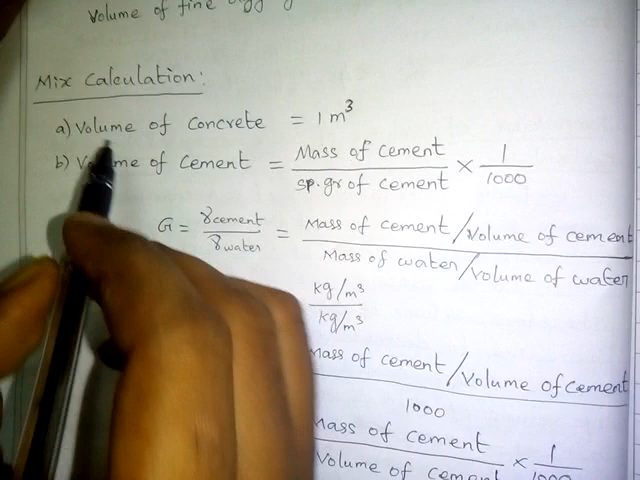 Volume of fine
Mix Calculation:
a) Volume of Concrete = 1 m³
b) Volume of Cement = Mass of Cement / sp. gr of Cement × 1/1000
G = γcement / γwater = Mass of cement / Volume of cement
Mass of water / Volume of water
kg/m³
kg/m³
Mass of cement / Volume of Cement
1000
Mass of Cement × 1/1000
Volume of Cement